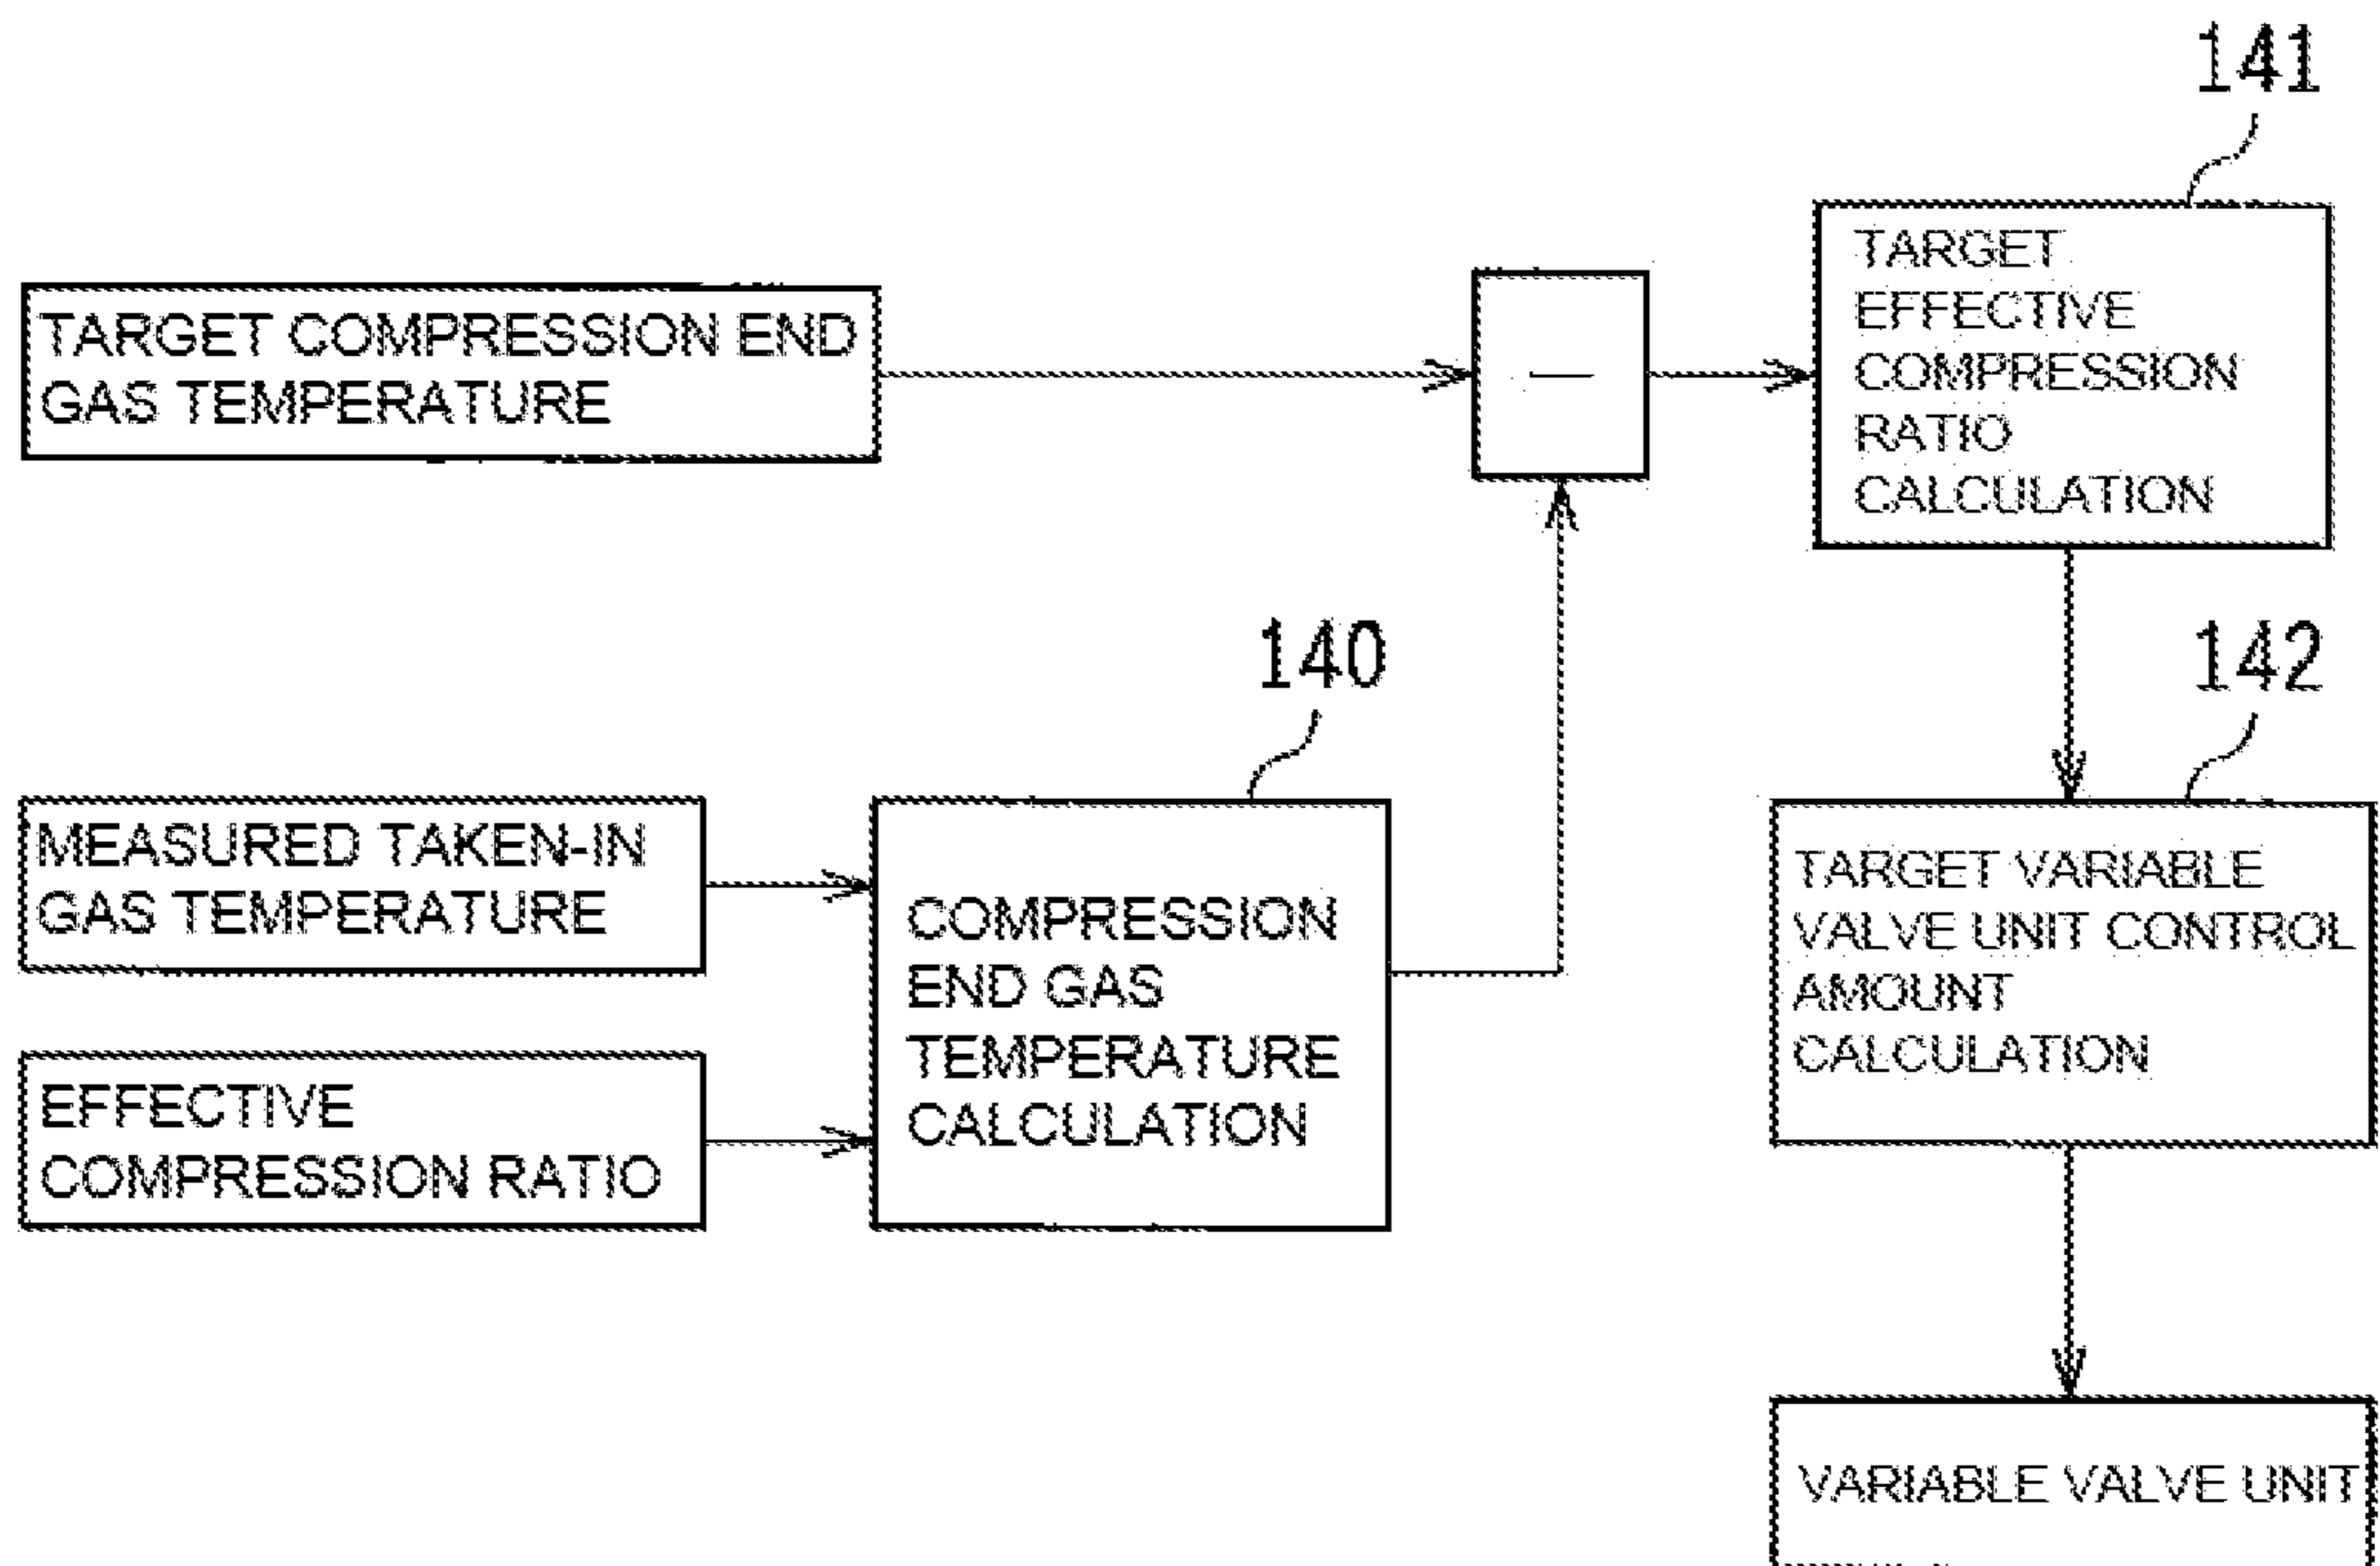 141
TARGET
EFFECTIVE
COMPRESSION
RATIO
CALCULATION
TARGET COMPRESSION END
GAS TEMPERATURE
—
140
142
MEASURED TAKEN-IN
GAS TEMPERATURE
EFFECTIVE
COMPRESSION RATIO
COMPRESSION
END GAS
TEMPERATURE
CALCULATION
TARGET VARIABLE
VALVE UNIT CONTROL
AMOUNT
CALCULATION
VARIABLE VALVE UNIT